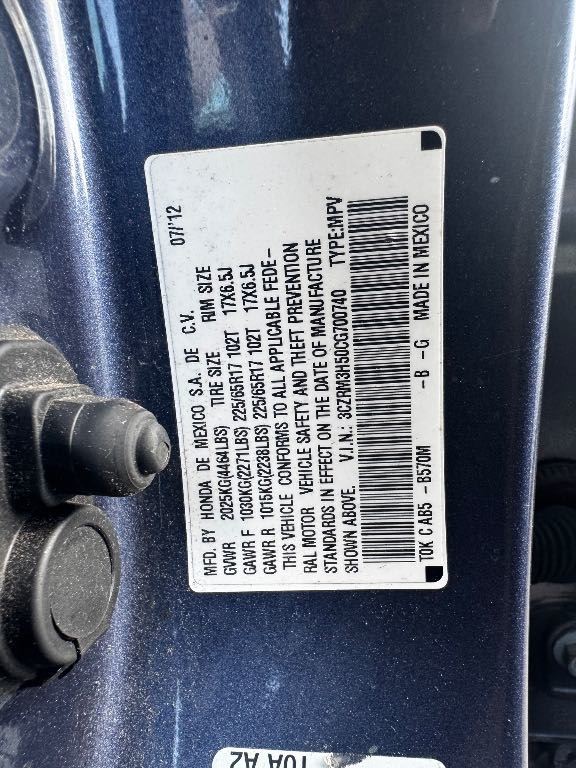 MFD. BY HONDA DE MEXICO S.A. DE C.V. 07/'12
GVWR 2025KG(4464LBS) TIRE SIZE RIM SIZE
GAWR F 1030KG(2271LBS) 225/65R17 102T 17X6.5J
GAWR R 1015KG(2238LBS) 225/65R17 102T 17X6.5J
THIS VEHICLE CONFORMS TO ALL APPLICABLE FEDE–
RAL MOTOR VEHICLE SAFETY AND THEFT PREVENTION
STANDARDS IN EFFECT ON THE DATE OF MANUFACTURE
SHOWN ABOVE. V.I.N.: 3CZRM3H50CG700740 TYPE:MPV
T0K C AB5 –B570M –B –G MADE IN MEXICO